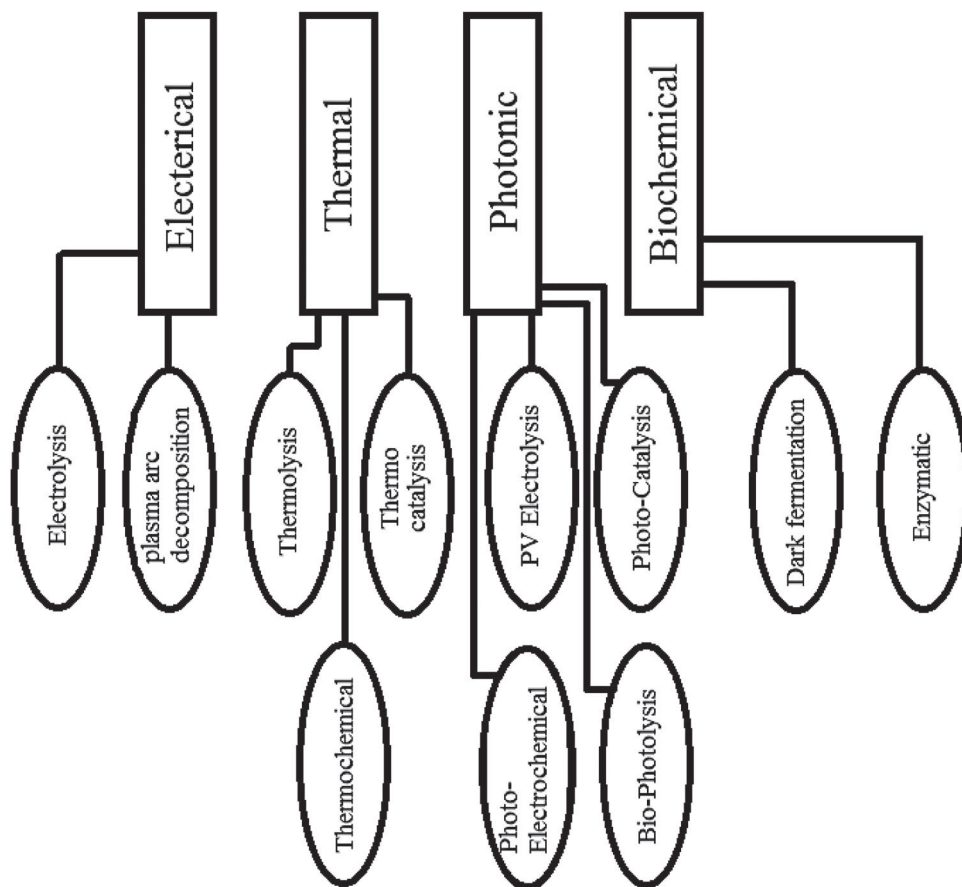 Electerical
Thermal
Photonic
Biochemical
Electrolysis
plasma arc
decomposition
Thermolysis
Thermo
catalysis
PV Electrolysis
Photo-Catalysis
Dark fermentation
Enzymatic
Thermochemical
Photo-
Electrochemical
Bio-Photolysis